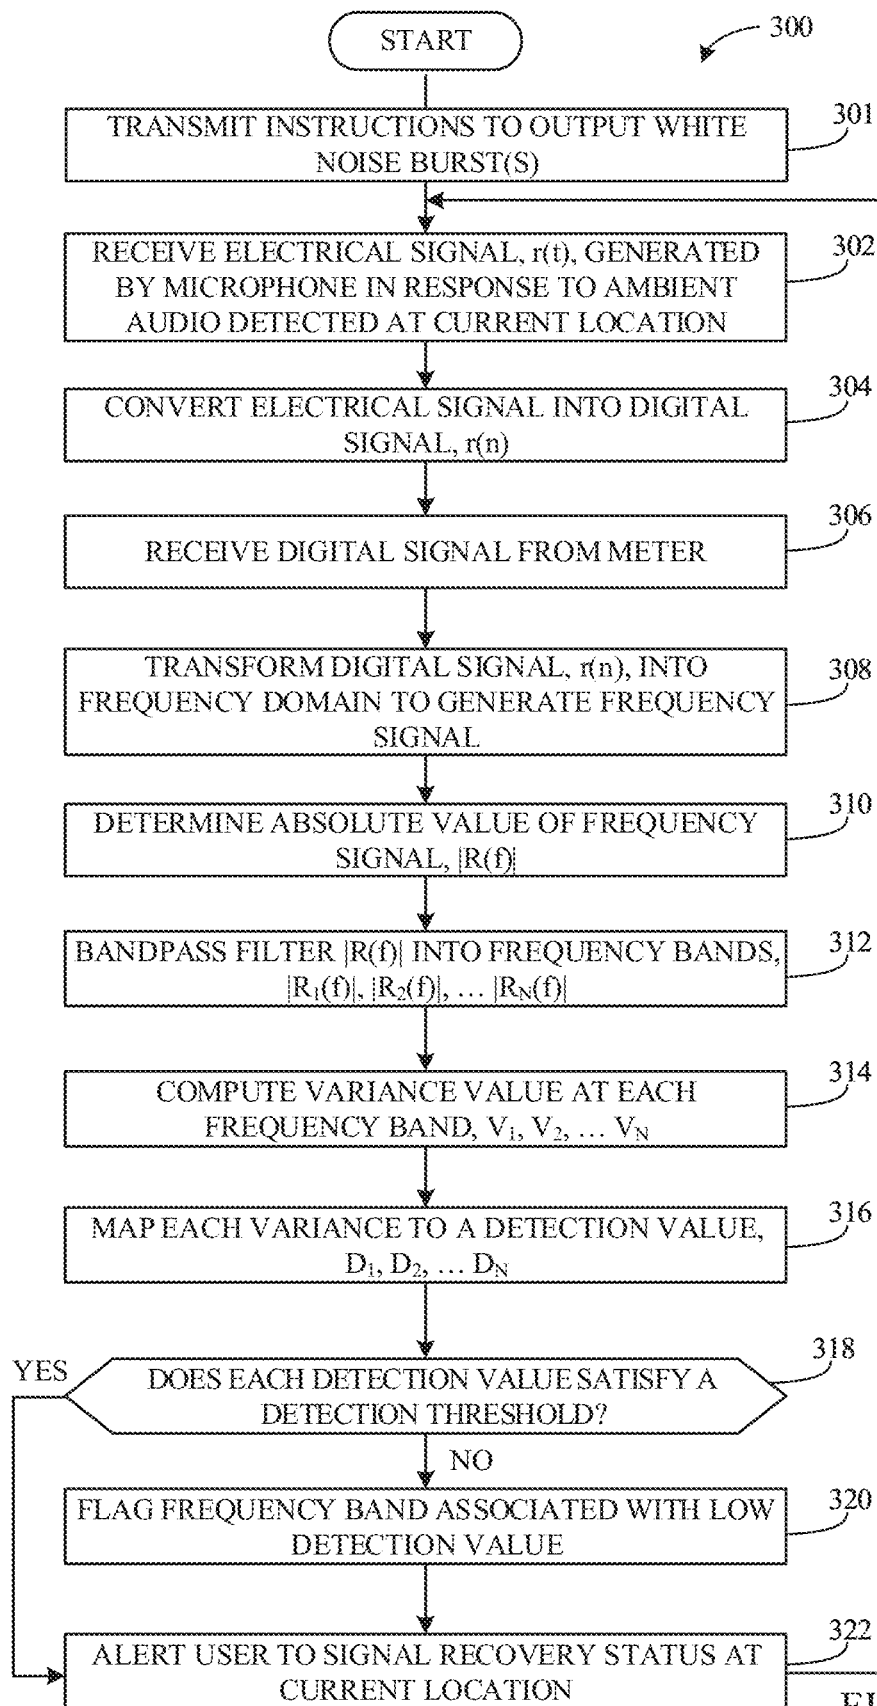 START
300
TRANSMIT INSTRUCTIONS TO OUTPUT WHITE
NOISE BURST(S)
301
RECEIVE ELECTRICAL SIGNAL, r(t), GENERATED
BY MICROPHONE IN RESPONSE TO AMBIENT
AUDIO DETECTED AT CURRENT LOCATION
302
CONVERT ELECTRICAL SIGNAL INTO DIGITAL
SIGNAL, r(n)
304
RECEIVE DIGITAL SIGNAL FROM METER
306
TRANSFORM DIGITAL SIGNAL, r(n), INTO
FREQUENCY DOMAIN TO GENERATE FREQUENCY
SIGNAL
308
DETERMINE ABSOLUTE VALUE OF FREQUENCY
SIGNAL, |R(f)|
310
BANDPASS FILTER |R(f)| INTO FREQUENCY BANDS,
|R₁(f)|, |R₂(f)|, … |R_N(f)|
312
COMPUTE VARIANCE VALUE AT EACH
FREQUENCY BAND, V₁, V₂, … V_N
314
MAP EACH VARIANCE TO A DETECTION VALUE,
D₁, D₂, … D_N
316
YES
DOES EACH DETECTION VALUE SATISFY A
DETECTION THRESHOLD?
318
NO
FLAG FREQUENCY BAND ASSOCIATED WITH LOW
DETECTION VALUE
320
ALERT USER TO SIGNAL RECOVERY STATUS AT
CURRENT LOCATION
322